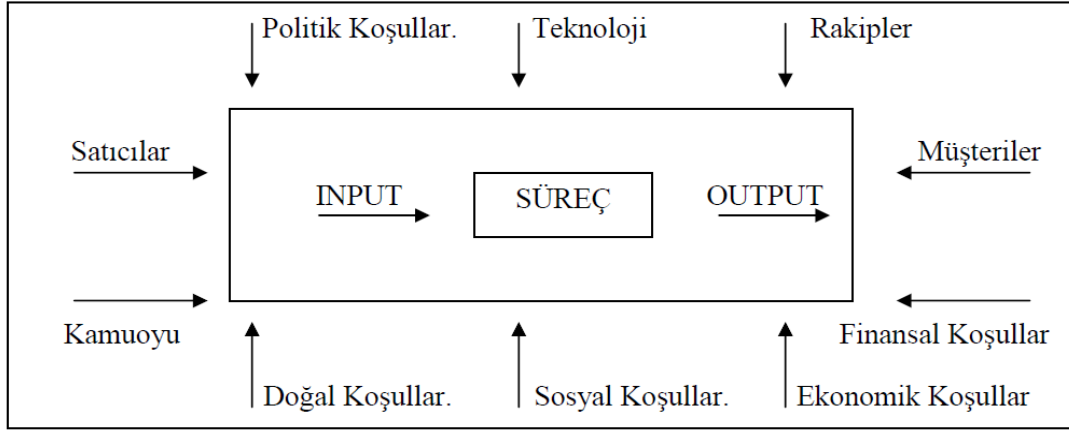 Politik Koşullar. Teknoloji Rakipler
Satıcılar Müşteriler
INPUT SÜREÇ OUTPUT
Kamuoyu Finansal Koşullar
Doğal Koşullar. Sosyal Koşullar. Ekonomik Koşullar